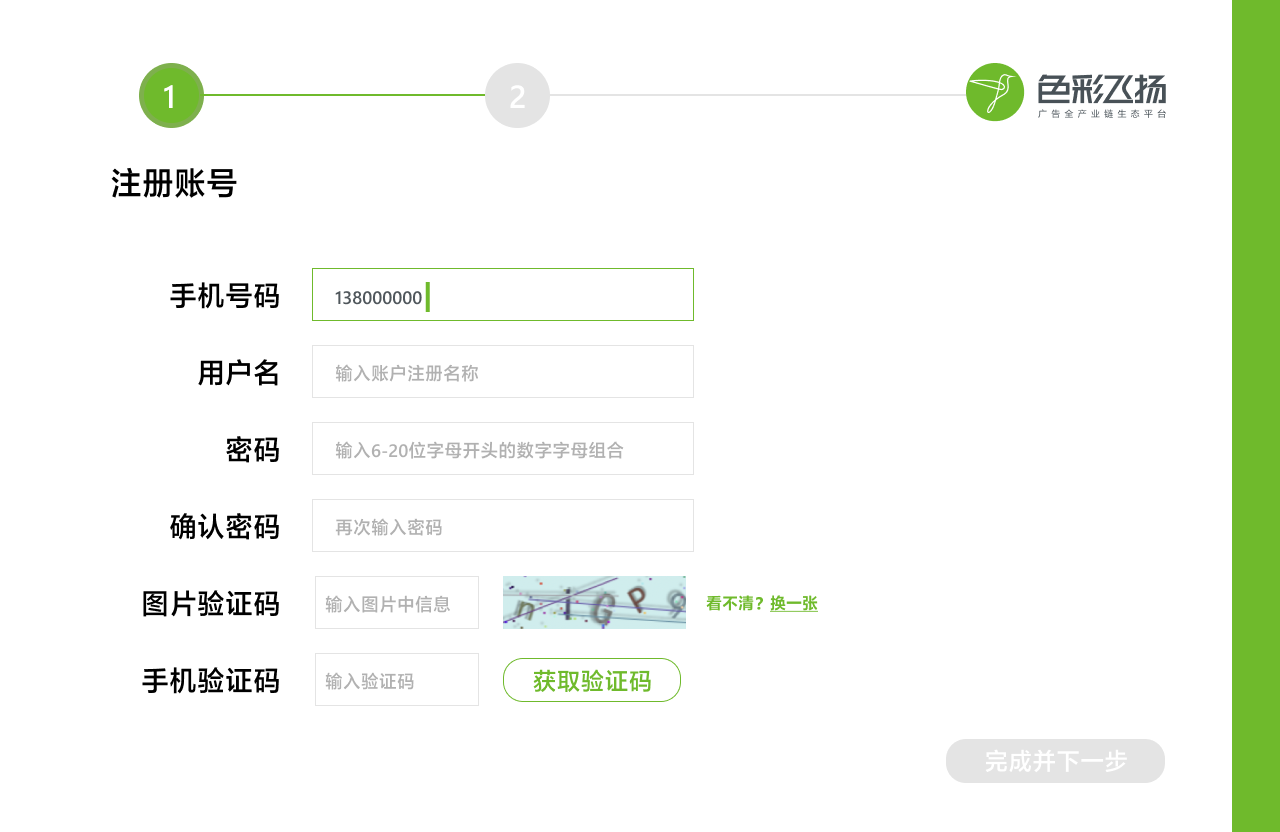 1
2
色彩飞扬
广告全产业链生态平台
注册账号
手机号码
138000000
用户名
输入账户注册名称
密码
输入6-20位字母开头的数字字母组合
确认密码
再次输入密码
图片验证码
输入图片中信息
nIGP9
看不清？换一张
手机验证码
输入验证码
获取验证码
完成并下一步